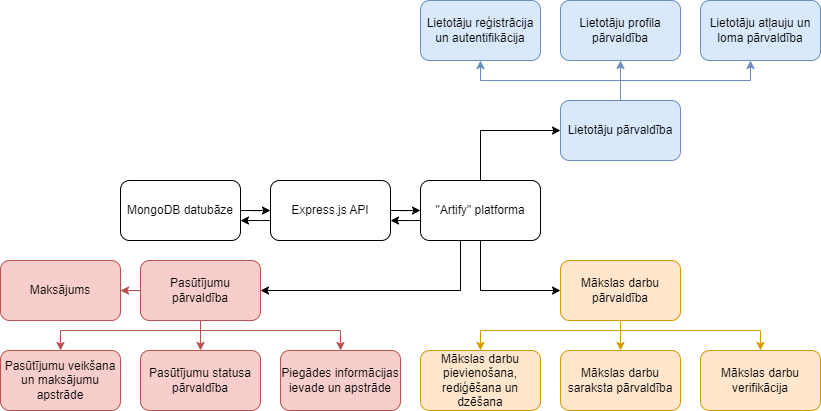 Lietotāju reģistrācija
un autentifikācija
Lietotāju profila
pārvaldība
Lietotāju atļauju un
loma pārvaldība
Lietotāju pārvaldība
MongoDB datubāze
Express.js API
"Artify" platforma
Maksājums
Pasūtījumu
pārvaldība
Mākslas darbu
pārvaldība
Pasūtījumu veikšana
un maksājumu
apstrāde
Pasūtījumu statusa
pārvaldība
Piegādes informācijas
ievade un apstrāde
Mākslas darbu
pievienošana,
rediģēšana un
dzēšana
Mākslas darbu
saraksta pārvaldība
Mākslas darbu
verifikācija